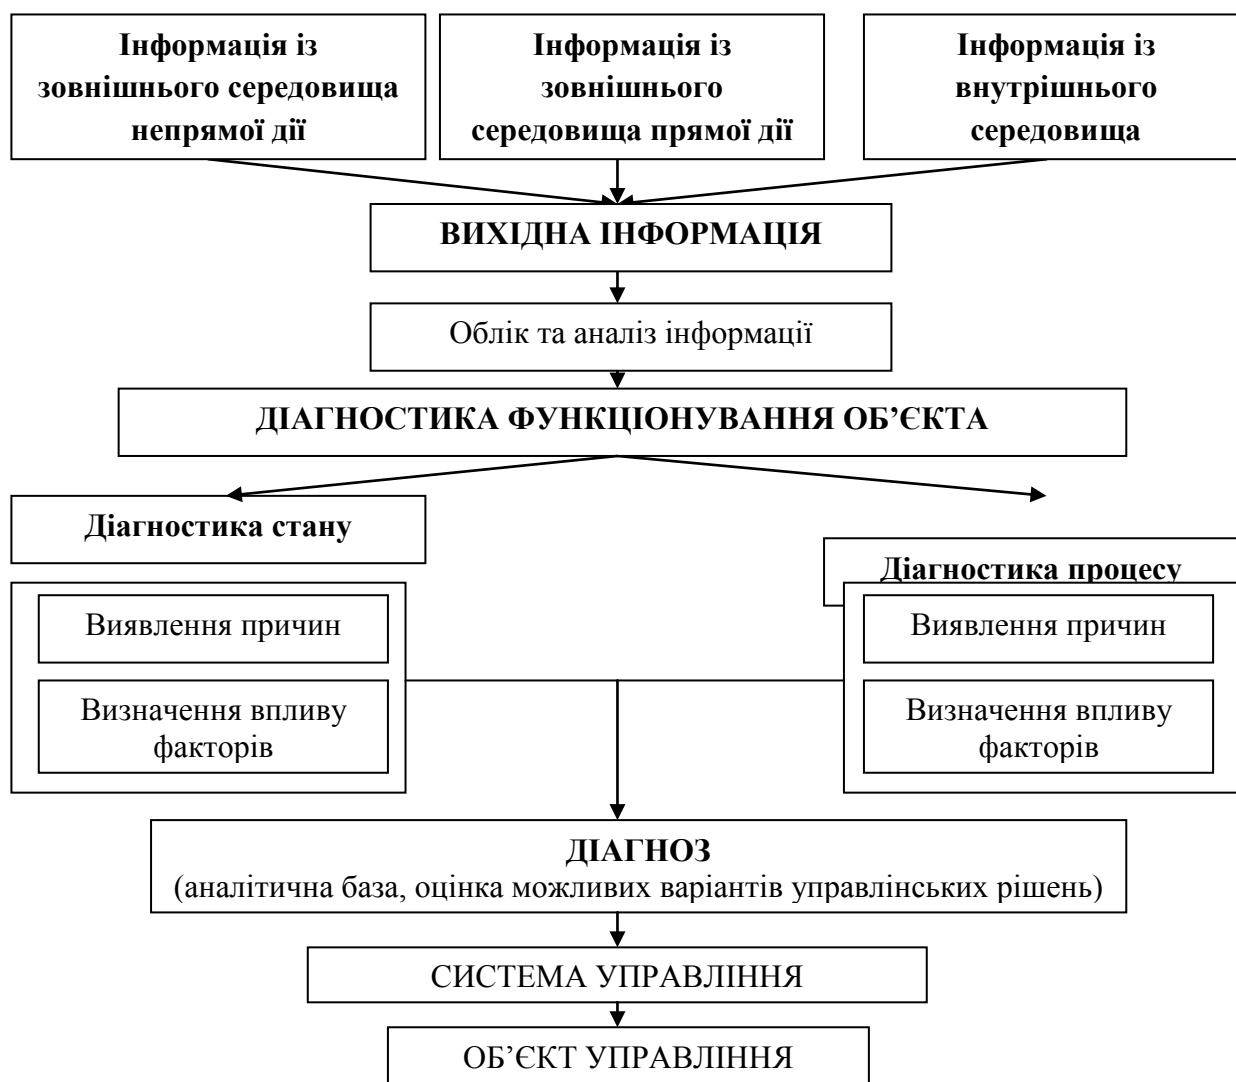 Інформація із
зовнішнього середовища
непрямої дії
Інформація із
зовнішнього
середовища прямої дії
Інформація із
внутрішнього
середовища
ВИХІДНА ІНФОРМАЦІЯ
Облік та аналіз інформації
ДІАГНОСТИКА ФУНКЦІОНУВАННЯ ОБ’ЄКТА
Діагностика стану
Діагностика процесу
Виявлення причин
Визначення впливу
факторів
Виявлення причин
Визначення впливу
факторів
ДІАГНОЗ
(аналітична база, оцінка можливих варіантів управлінських рішень)
СИСТЕМА УПРАВЛІННЯ
ОБ’ЄКТ УПРАВЛІННЯ